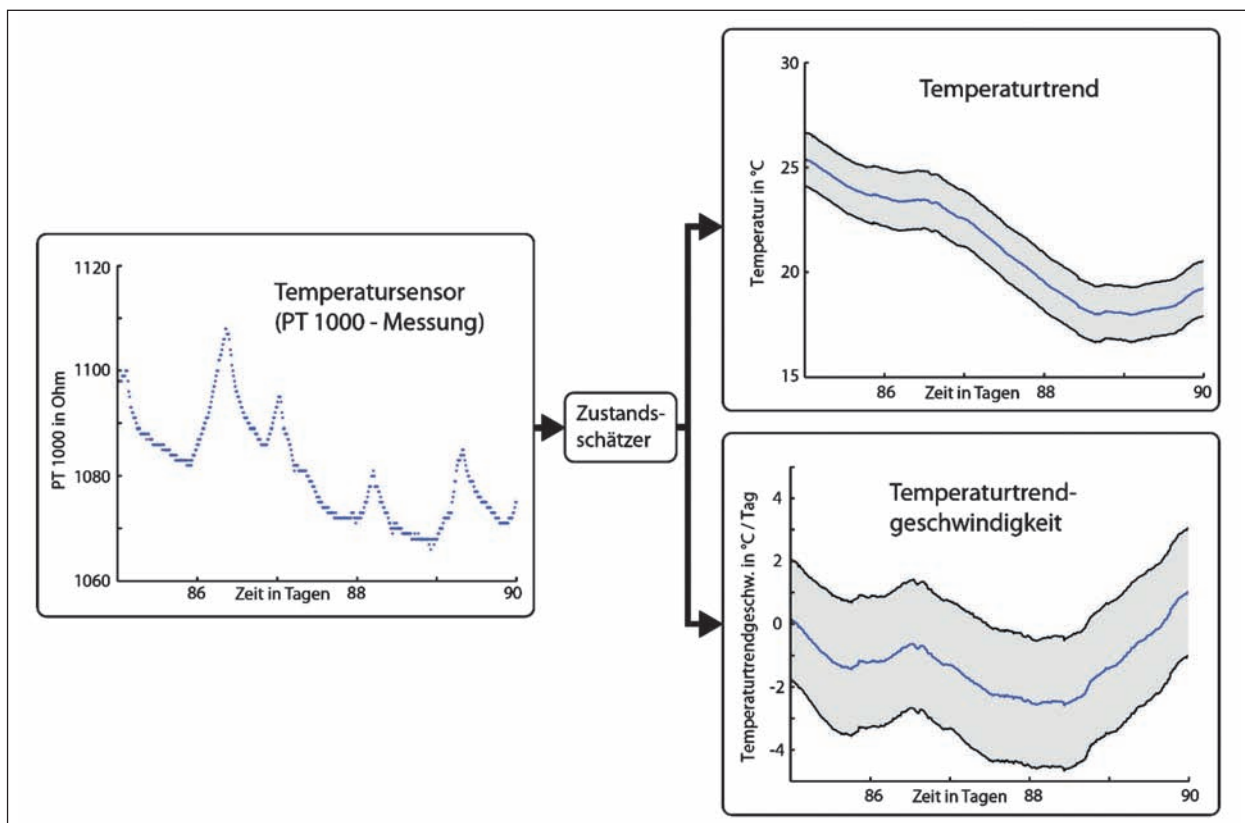 1120
1100
1080
1060
PT 1000 in Ohm
Temperatursensor
(PT 1000 - Messung)
86
Zeit in Tagen
88
90
Zustands-
schätzer
30
25
20
15
Temperatur in °C
Temperaturtrend
86
Zeit in Tagen
88
90
4
2
0
-2
-4
Temperaturtrendgeschw. in °C / Tag
Temperaturtrend-
geschwindigkeit
86
Zeit in Tagen
88
90